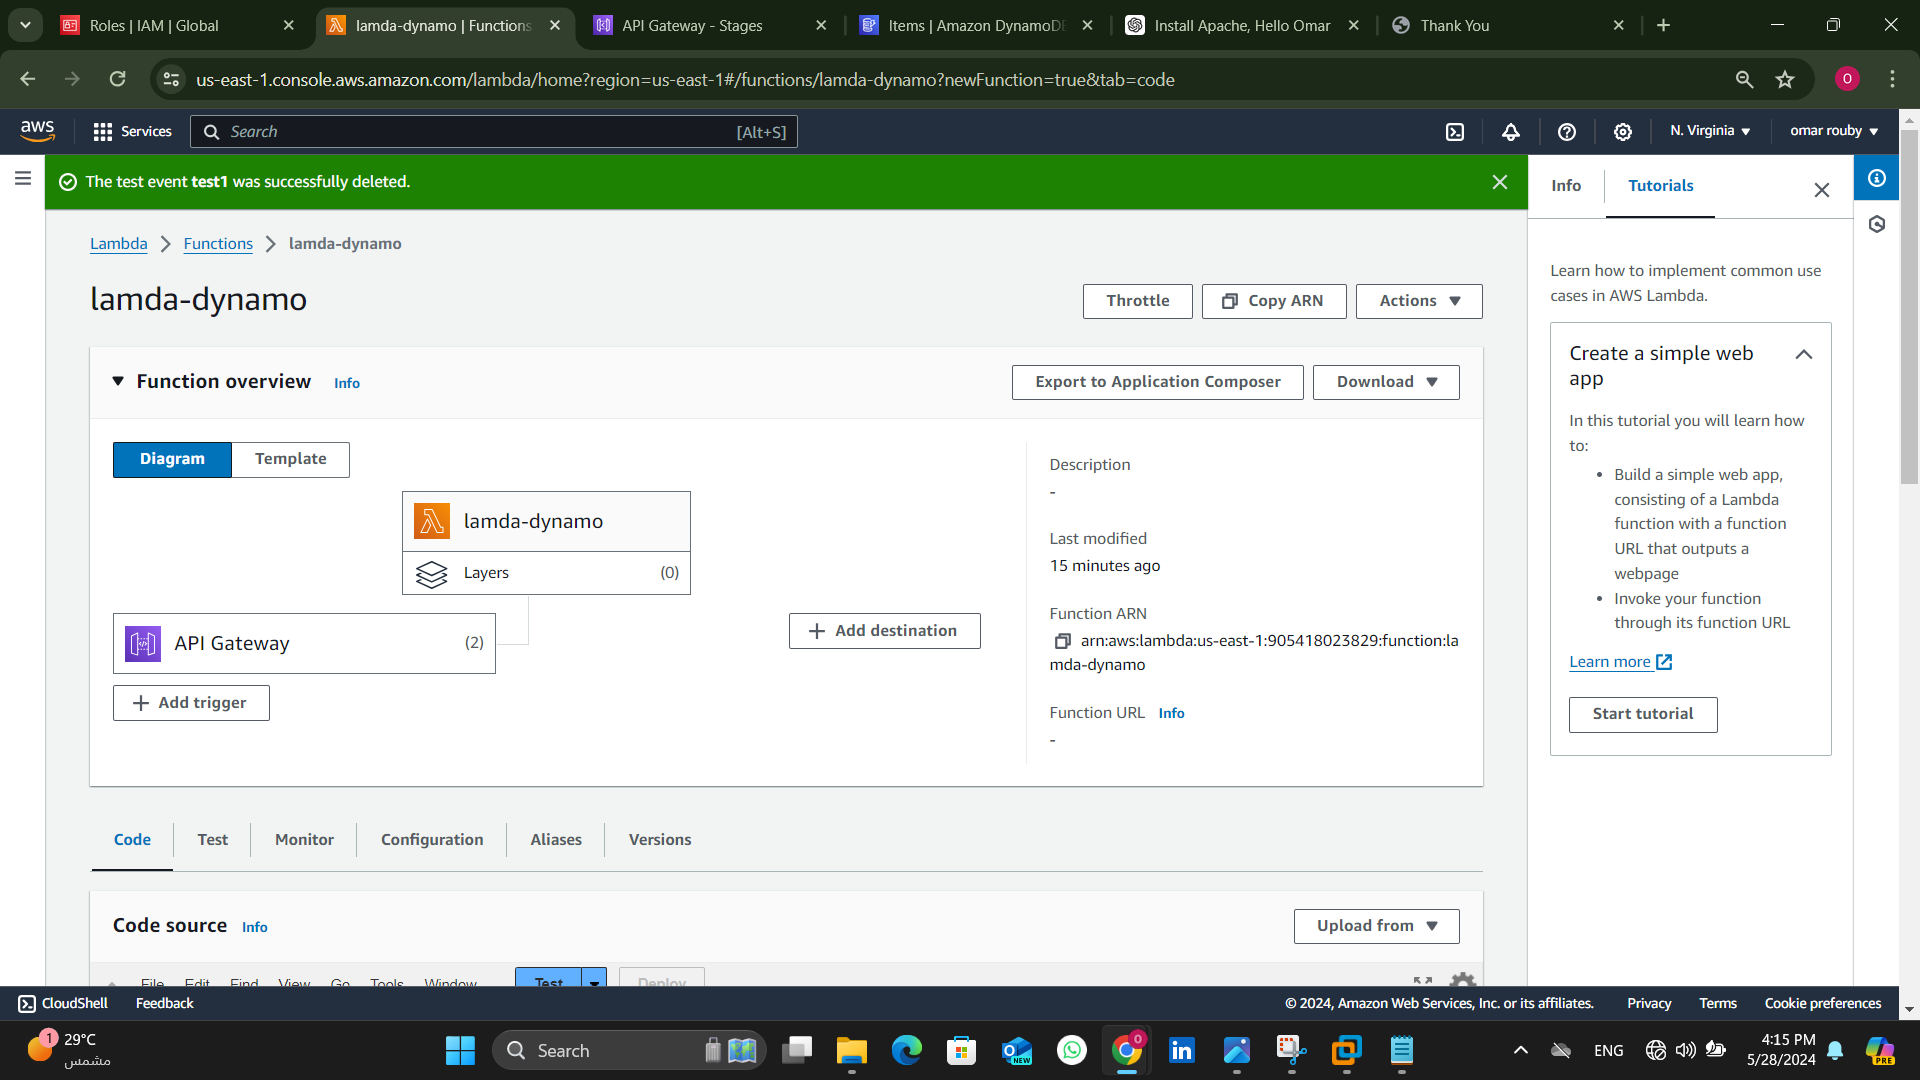 Roles | IAM | Global
lamda-dynamo | Functions
API Gateway - Stages
Items | Amazon DynamoDB
Install Apache, Hello Omar
Thank You
us-east-1.console.aws.amazon.com/lambda/home?region=us-east-1#/functions/lamda-dynamo?newFunction=true&tab=code
O
aws
Services
Search
[Alt+S]
N. Virginia
omar rouby
The test event test1 was successfully deleted.
Info
Tutorials
Lambda
Functions
lamda-dynamo
lamda-dynamo
Throttle
Copy ARN
Actions
Function overview
Info
Export to Application Composer
Download
Diagram
Template
lamda-dynamo
Layers
(0)
API Gateway
(2)
Add trigger
Add destination
Description
-
Last modified
15 minutes ago
Function ARN
arn:aws:lambda:us-east-1:905418023829:function:la
mda-dynamo
Function URL Info
-
Learn how to implement common use
cases in AWS Lambda.
Create a simple web
app
In this tutorial you will learn how
to:
• Build a simple web app,
consisting of a Lambda
function with a function
URL that outputs a
webpage
• Invoke your function
through its function URL
Learn more
Start tutorial
Code
Test
Monitor
Configuration
Aliases
Versions
Code source
Info
Upload from
File Edit Find View Go Tools Window
Test
Deploy
CloudShell
Feedback
© 2024, Amazon Web Services, Inc. or its affiliates.
Privacy
Terms
Cookie preferences
1
29°C
مشمس
Search
NEW
O
in
ENG
4:15 PM
5/28/2024
PRE